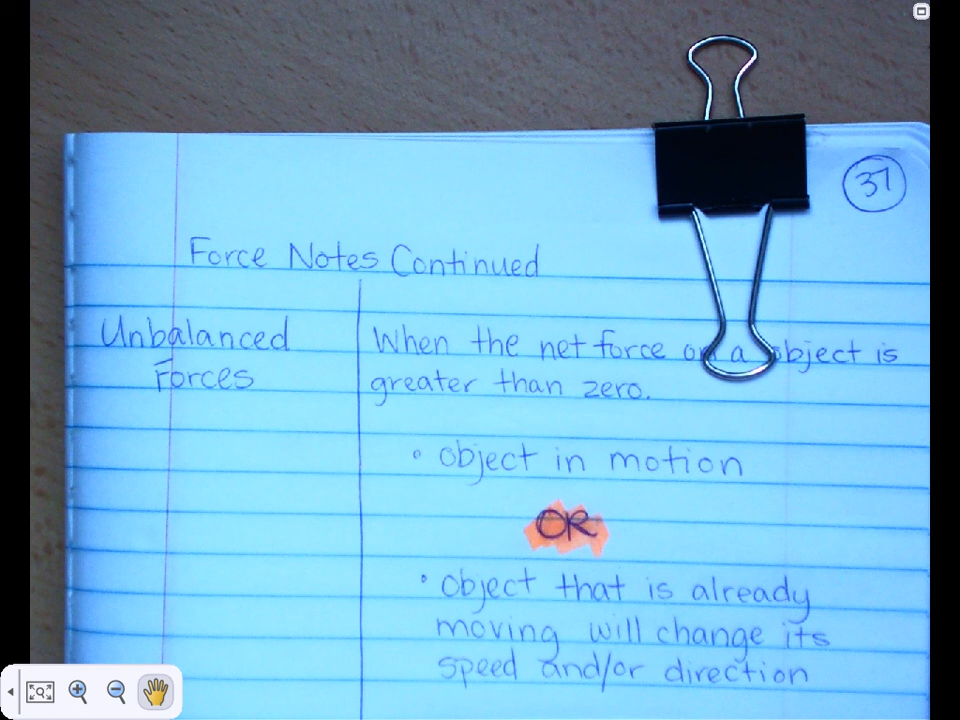 37
Force Notes Continued
Unbalanced
Forces
When the net force on a object is
greater than zero.
• object in motion
OR
• object that is already
moving will change its
speed and/or direction